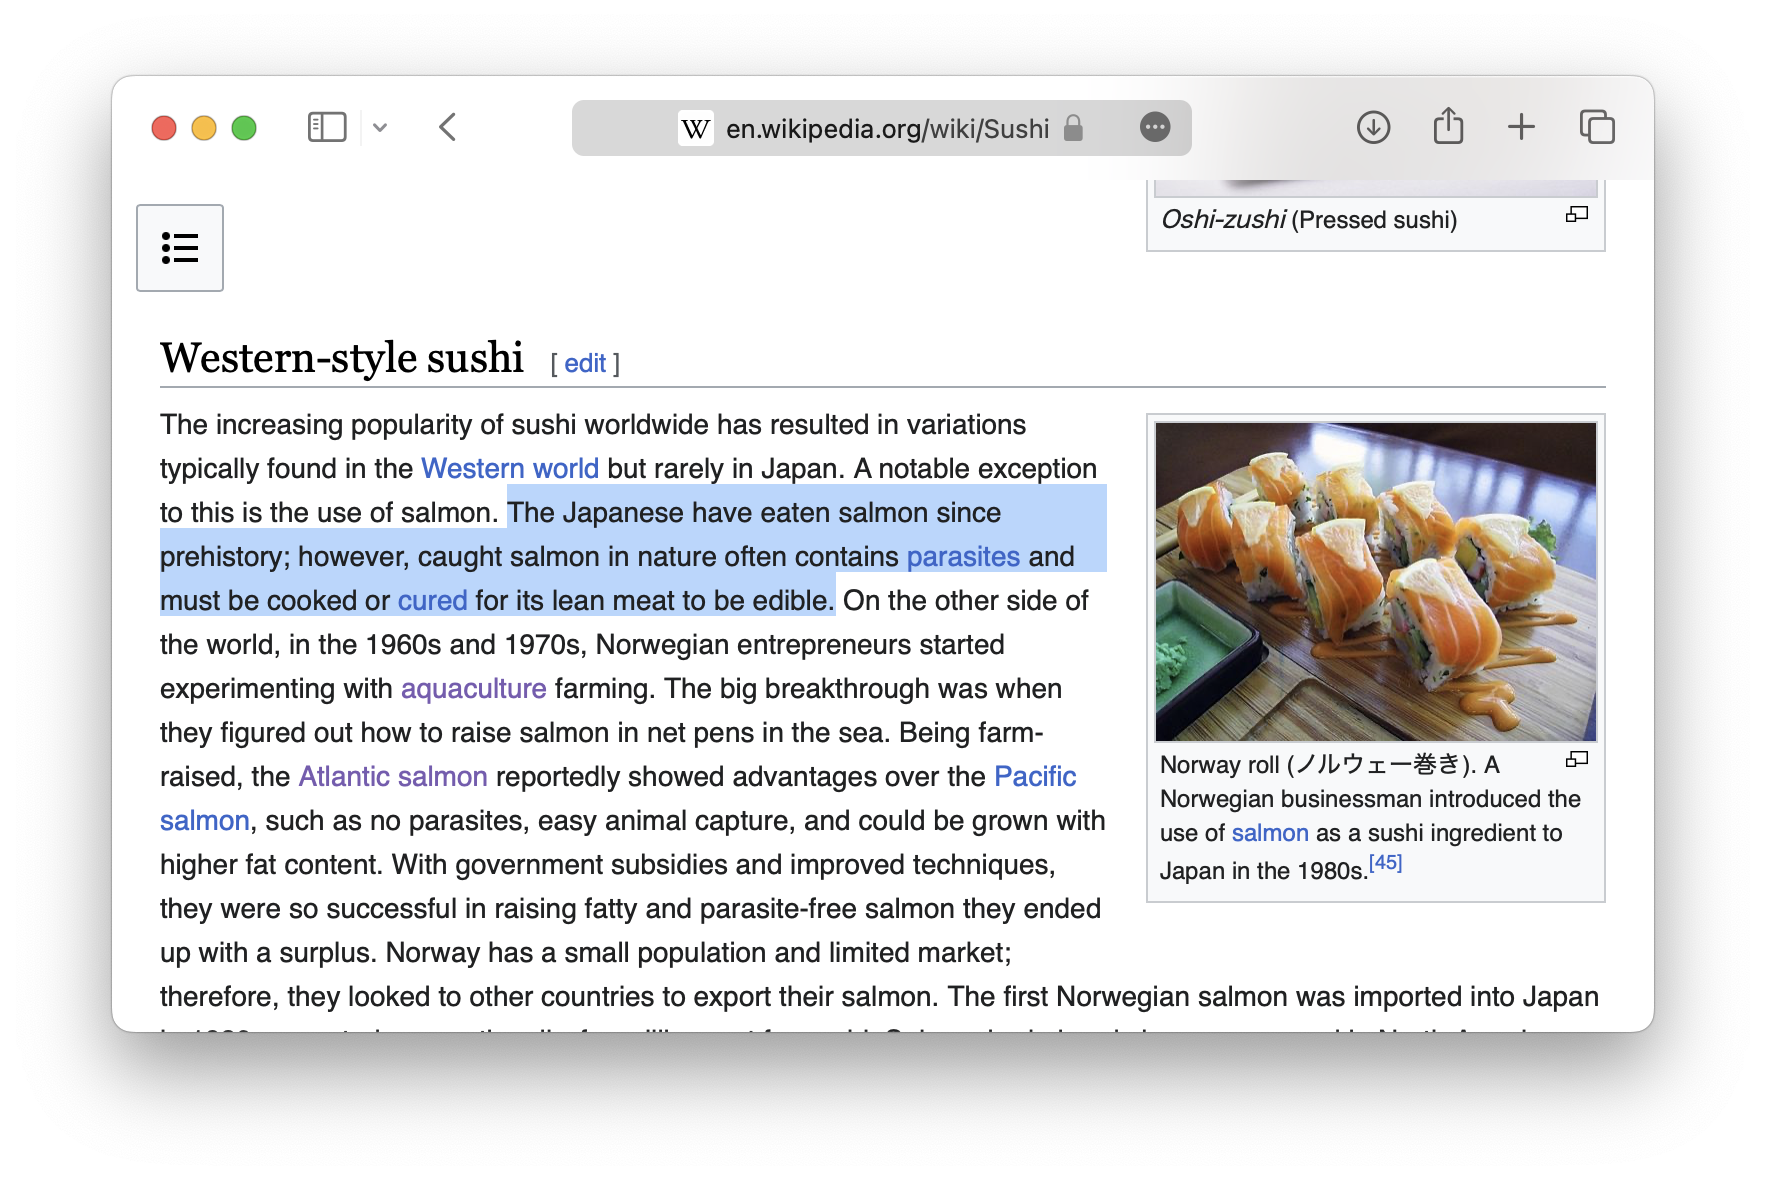 W en.wikipedia.org/wiki/Sushi
Oshi-zushi (Pressed sushi)
Western-style sushi [ edit ]
The increasing popularity of sushi worldwide has resulted in variations
typically found in the Western world but rarely in Japan. A notable exception
to this is the use of salmon. The Japanese have eaten salmon since
prehistory; however, caught salmon in nature often contains parasites and
must be cooked or cured for its lean meat to be edible. On the other side of
the world, in the 1960s and 1970s, Norwegian entrepreneurs started
experimenting with aquaculture farming. The big breakthrough was when
they figured out how to raise salmon in net pens in the sea. Being farm-
raised, the Atlantic salmon reportedly showed advantages over the Pacific
salmon, such as no parasites, easy animal capture, and could be grown with
higher fat content. With government subsidies and improved techniques,
they were so successful in raising fatty and parasite-free salmon they ended
up with a surplus. Norway has a small population and limited market;
therefore, they looked to other countries to export their salmon. The first Norwegian salmon was imported into Japan
Norway roll (ノルウェー巻き). A
Norwegian businessman introduced the
use of salmon as a sushi ingredient to
Japan in the 1980s.[45]